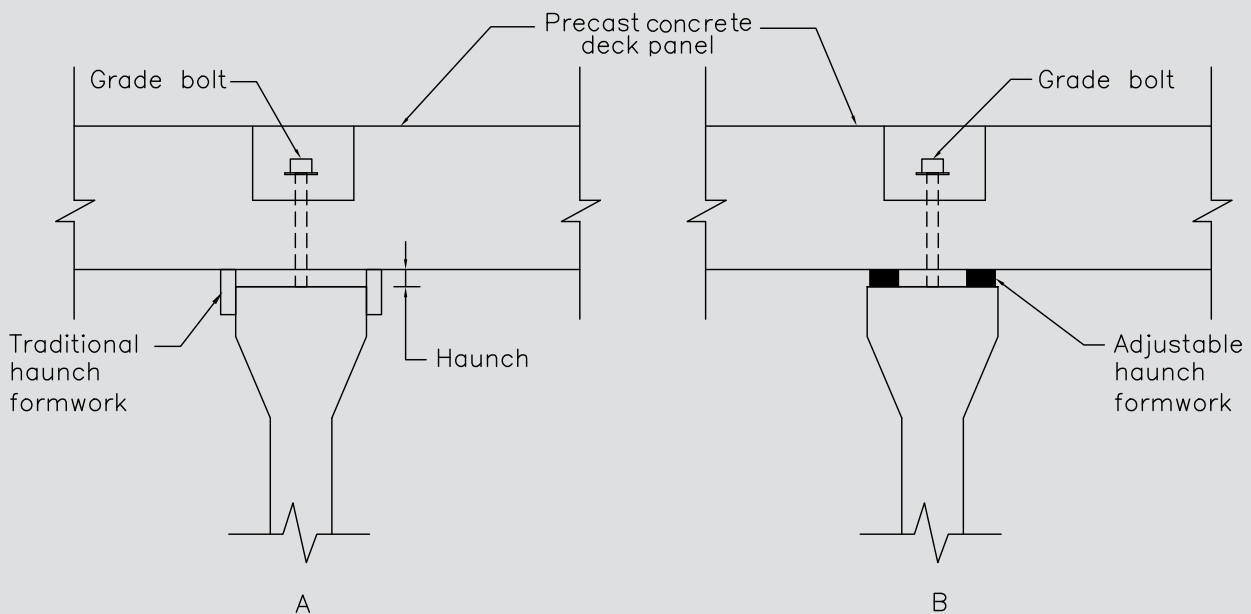 Precast concrete
deck panel
Grade bolt
Grade bolt
Traditional
haunch
formwork
Haunch
Adjustable
haunch
formwork
A
B